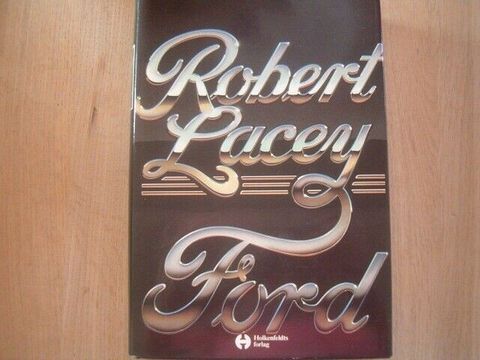 Robert
Lacey
Ford
Holkenfeldts
forlag